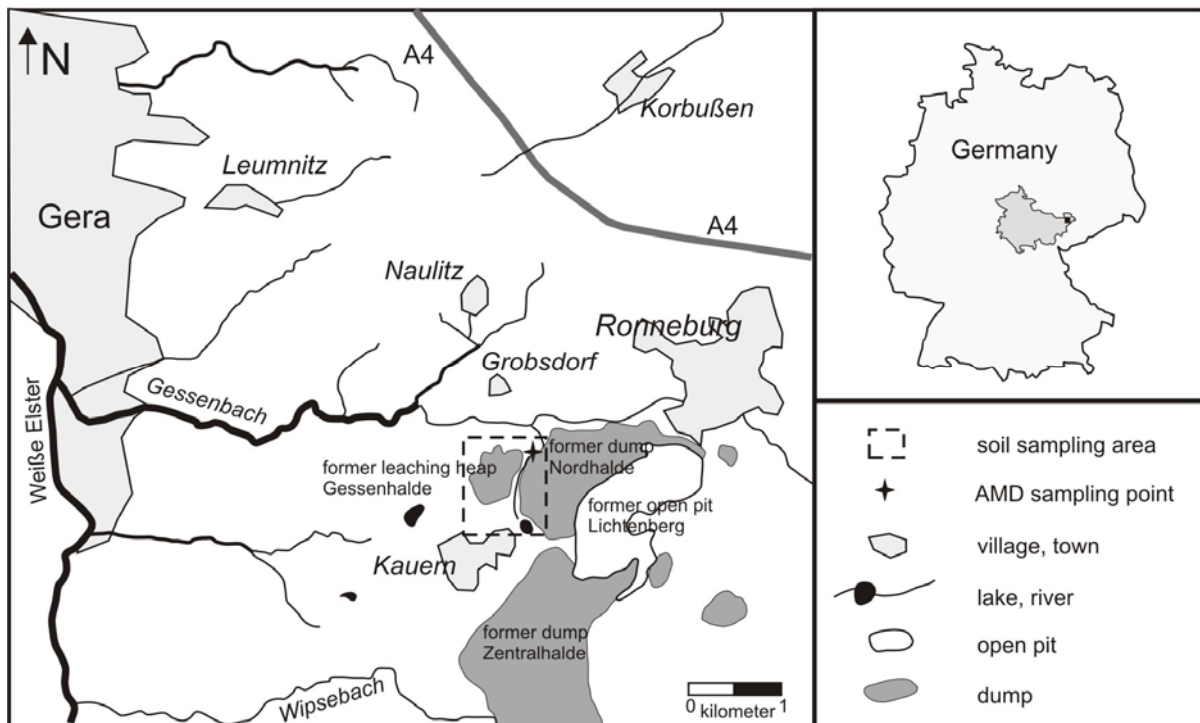 N
A4
Korbußen
Leumnitz
Gera
A4
Naulitz
Ronneburg
Grobsdorf
Gessenbach
Weiße Elster
former leaching heap
Gessenhalde
former dump
Nordhalde
former open pit
Lichtenberg
Kauern
former dump
Zentralhalde
Wipsebach
0 kilometer 1
Germany
soil sampling area
AMD sampling point
village, town
lake, river
open pit
dump